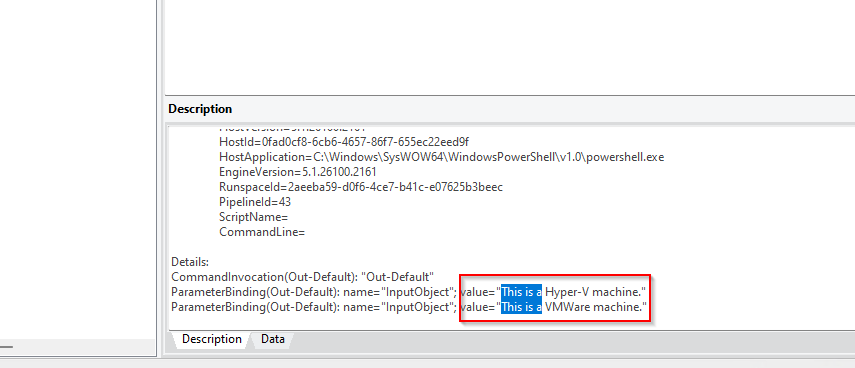 Description
HostId=0fad0cf8-6cb6-4657-86f7-655ec22eed9f
HostApplication=C:\Windows\SysWOW64\WindowsPowerShell\v1.0\powershell.exe
EngineVersion=5.1.26100.2161
RunspaceId=2aeeba59-d0f6-4ce7-b41c-e07625b3beec
PipelineId=43
ScriptName=
CommandLine=
Details:
CommandInvocation(Out-Default): "Out-Default"
ParameterBinding(Out-Default): name="InputObject"; value="This is a Hyper-V machine."
ParameterBinding(Out-Default): name="InputObject"; value="This is a VMWare machine."
Description Data